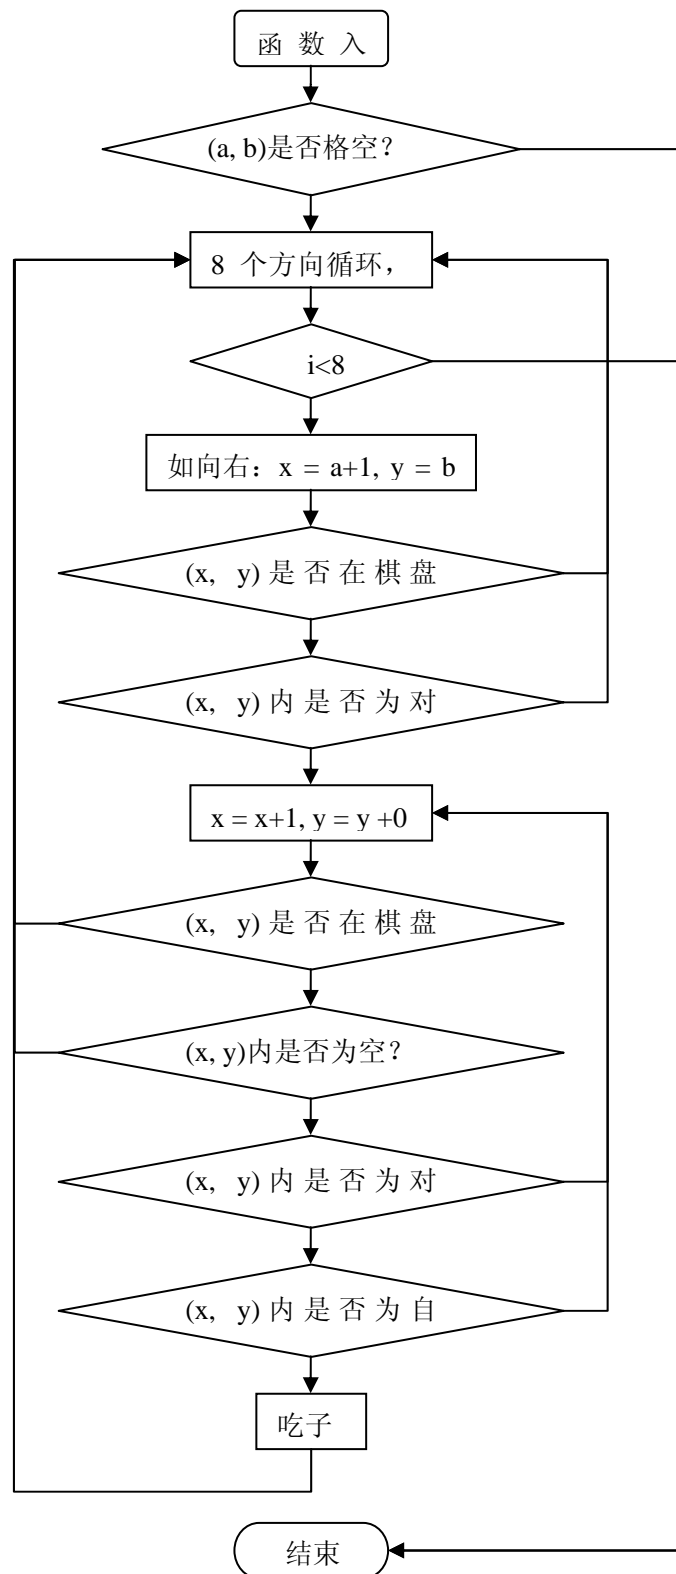 函 数 入
(a, b)是否格空？
8 个方向循环，
i<8
如向右：x = a+1, y = b
(x, y) 是 否 在 棋 盘
(x, y) 内 是 否 为 对
x = x+1, y = y +0
(x, y) 是 否 在 棋 盘
(x, y)内是否为空？
(x, y) 内 是 否 为 对
(x, y) 内 是 否 为 自
吃子
结束